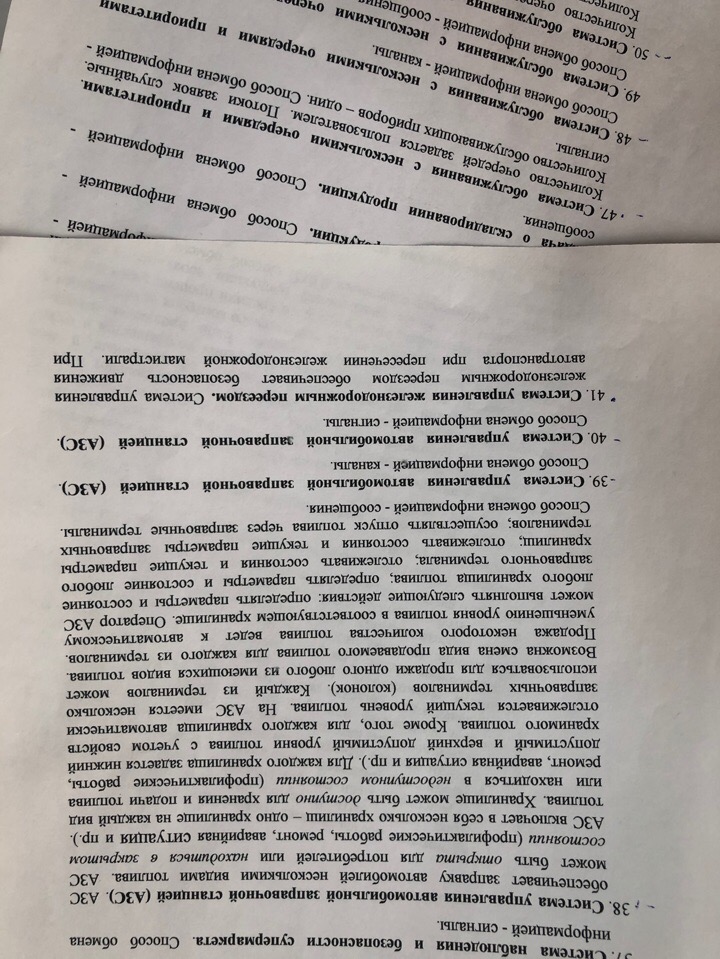 37. Система наблюдения и безопасности супермаркета. Способ обмена
информацией - сигналы.
38. Система управления автомобильной заправочной станцией (АЗС). АЗС
обеспечивает заправку автомобилей несколькими видами топлива. АЗС
может быть открыта для потребителей или находиться в закрытом
состоянии (профилактические работы, ремонт, аварийная ситуация и пр.).
АЗС включает в себя несколько хранилищ – одно хранилище на каждый вид
топлива. Хранилище может быть доступно для хранения и подачи топлива
или находиться в недоступном состоянии (профилактические работы,
ремонт, аварийная ситуация и пр.). Для каждого хранилища задается нижний
допустимый и верхний допустимый уровни топлива с учетом свойств
хранимого топлива. Кроме того, для каждого хранилища автоматически
отслеживается текущий уровень топлива. На АЗС имеется несколько
заправочных терминалов (колонок). Каждый из терминалов может
использоваться для продажи одного любого из имеющихся видов топлива.
Возможна смена вида продаваемого топлива для каждого из терминалов.
Продажа некоторого количества топлива ведет к автоматическому
уменьшению уровня топлива в соответствующем хранилище. Оператор АЗС
может выполнять следующие действия: определять параметры и состояние
любого хранилища топлива; определять параметры и состояние любого
заправочного терминала; отслеживать состояния и текущие параметры
хранилищ; отслеживать состояния и текущие параметры заправочных
терминалов; осуществлять отпуск топлива через заправочные терминалы.
Способ обмена информацией - сообщения.
39. Система управления автомобильной заправочной станцией (АЗС).
Способ обмена информацией - каналы.
40. Система управления автомобильной заправочной станцией (АЗС).
Способ обмена информацией - сигналы.
41. Система управления железнодорожным переездом. Система управления
железнодорожным переездом обеспечивает безопасность движения
автотранспорта при пересечении железнодорожной магистрали. При
продукции. Способ обмена информацией -
сообщения.
о складировании продукции. Способ обмена информацией -
47. Система обслуживания с несколькими очередями и приоритетами.
Количество очередей задается пользователем. Потоки заявок случайные.
Количество обслуживающих приборов – один. Способ обмена информацией -
сигналы.
48. Система обслуживания с несколькими очередями и приоритетами.
Способ обмена информацией - каналы.
49. Система обслуживания с несколькими очередями и приоритетами
Способ обмена информацией - сообщения
50. Система обслуживания
Количество